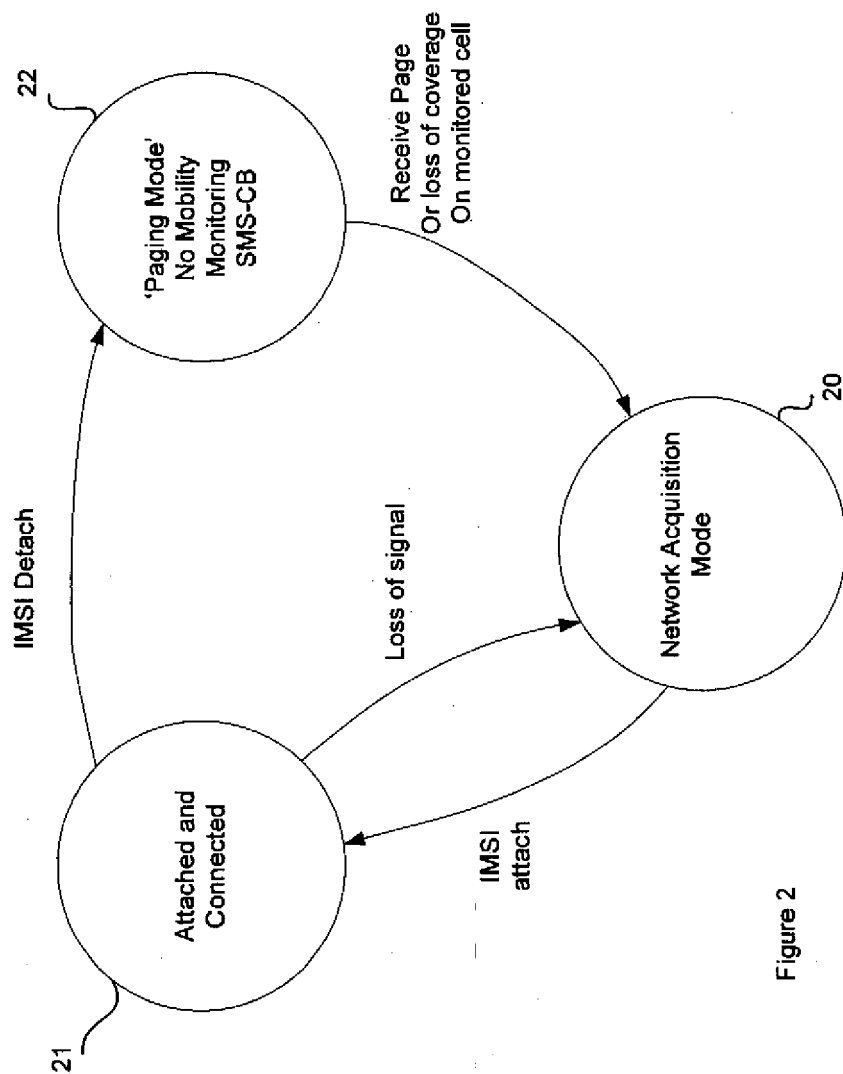 IMSI Detach
21
Attached and
Connected
22
'Paging Mode'
No Mobility
Monitoring
SMS-CB
Loss of signal
Receive Page
Or loss of coverage
On monitored cell
IMSI
attach
Network Acquisition
Mode
20
Figure 2